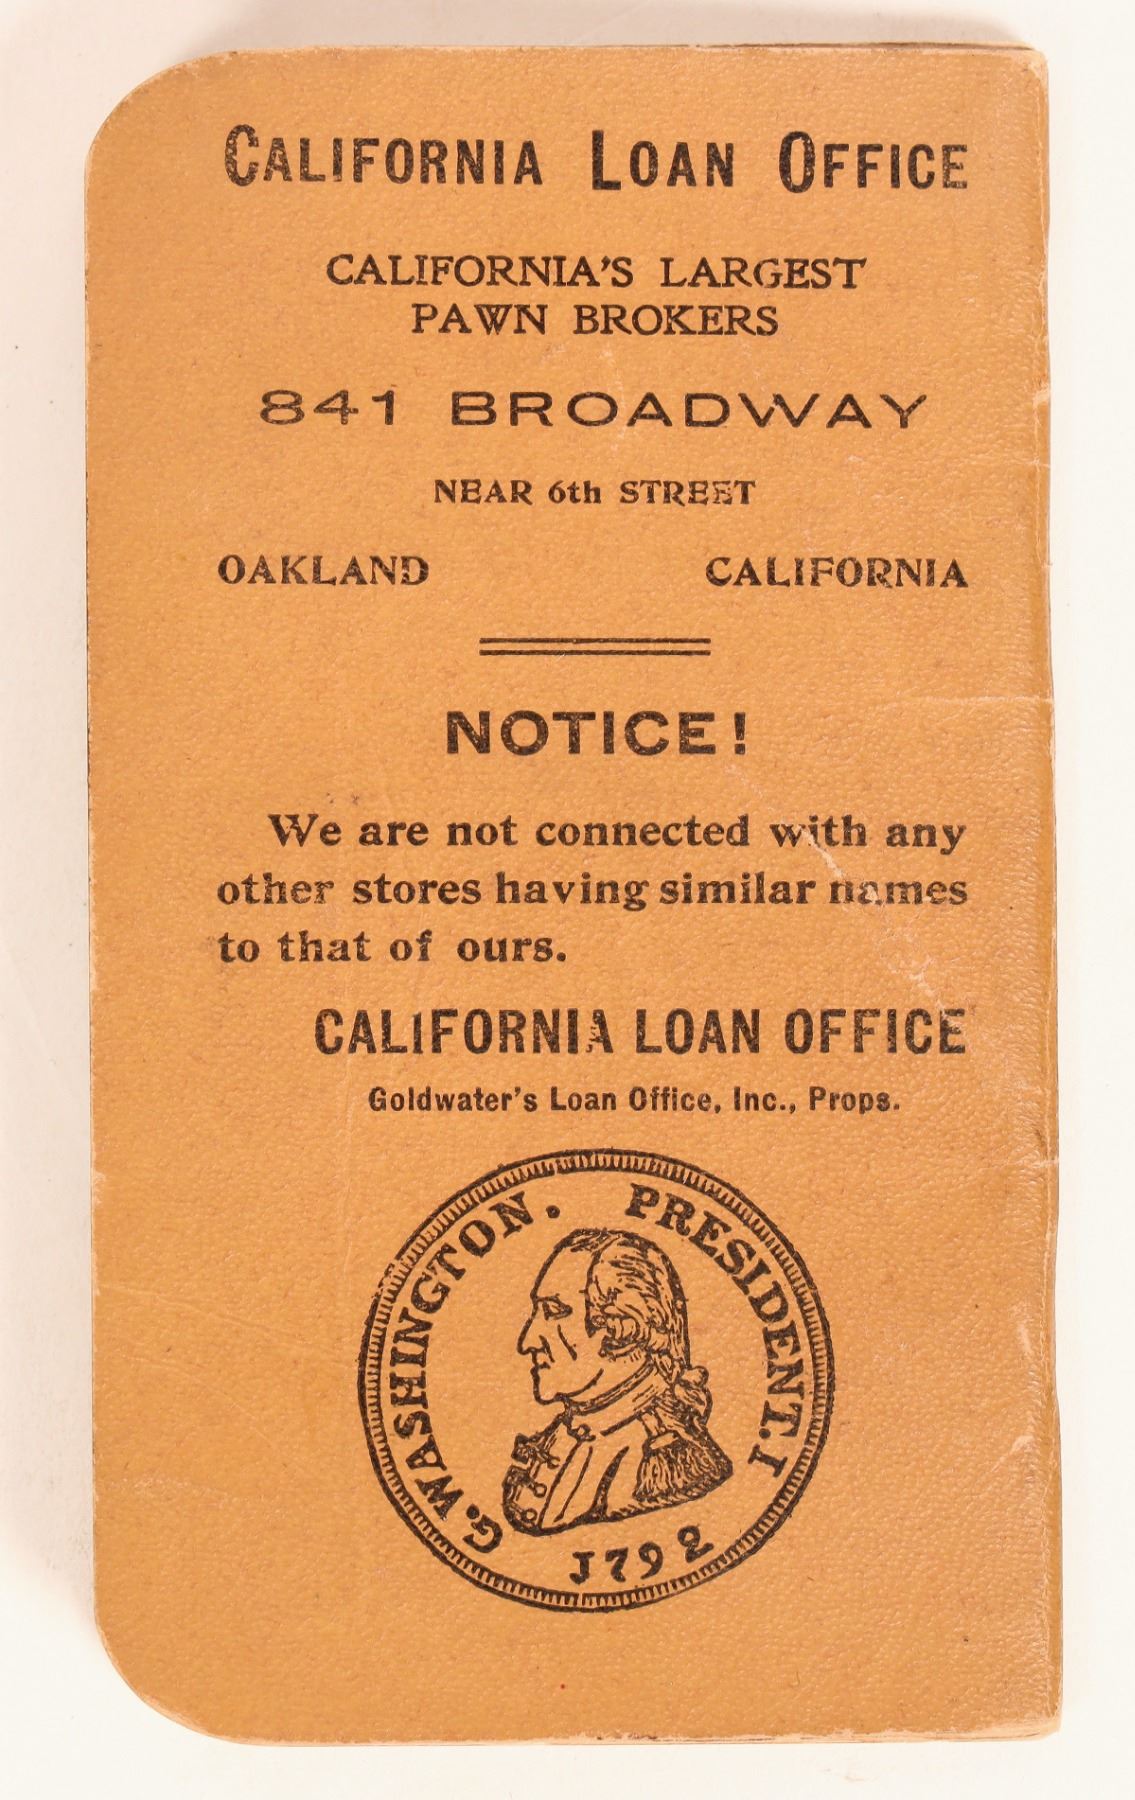 CALIFORNIA LOAN OFFICE
CALIFORNIA'S LARGEST
PAWN BROKERS
841 BROADWAY
NEAR 6th STREET
OAKLAND CALIFORNIA
NOTICE!
We are not connected with any
other stores having similar names
to that of ours.
CALIFORNIA LOAN OFFICE
Goldwater's Loan Office, Inc., Props.
G. WASHINGTON. PRESIDENT. I
1792